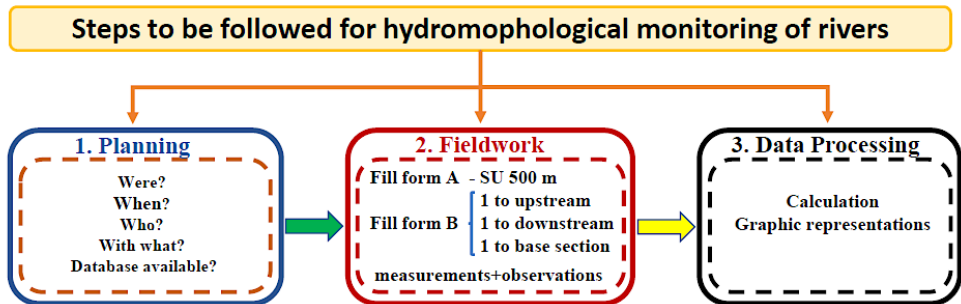 Steps to be followed for hydromophological monitoring of rivers
1. Planning
Were?
When?
Who?
With what?
Database available?
2. Fieldwork
Fill form A - SU 500 m
1 to upstream
Fill form B - 1 to downstream
1 to base section
measurements+observations
3. Data Processing
Calculation
Graphic representations